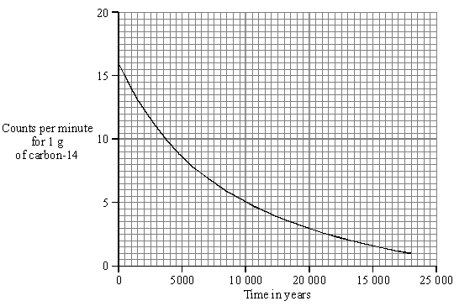 20
15
Counts per minute
for 1 g
of carbon-14
10
5
0
0 5000 10 000 20 000 15 000 25 000
Time in years